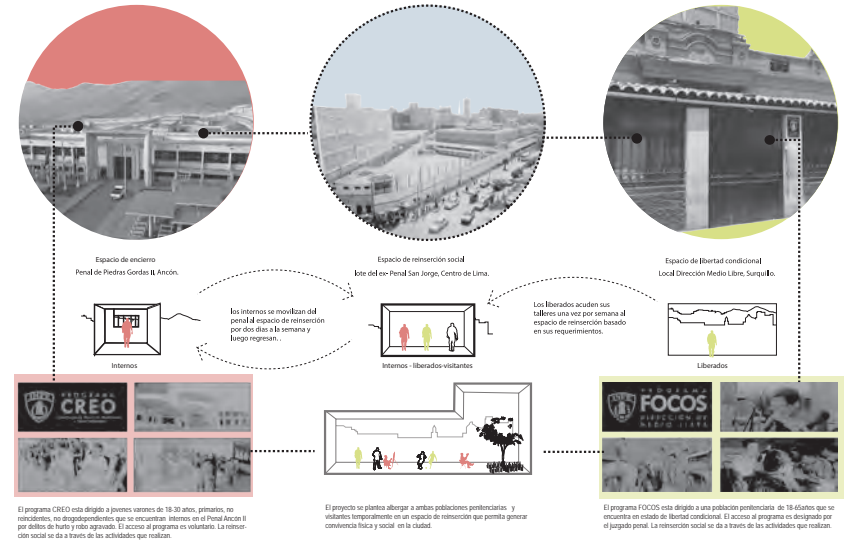 Espacio de encierro
Penal de Piedras Gordas II, Ancón.
Espacio de reinserción social
lote del ex- Penal San Jorge, Centro de Lima.
Espacio de libertad condicional
Local Dirección Medio Libre, Surquillo.
los internos se movilizan del
penal al espacio de reinserción
por dos días a la semana y
luego regresan. .
Los liberados acuden sus
talleres una vez por semana al
espacio de reinserción basado
en sus requerimientos.
Internos
Internos - liberados-visitantes
Liberados
PROGRAMA
CREO
PROGRAMA
FOCOS
DIRECCIÓN DE
MEDIO LIBRE
El programa CREO esta dirigido a jovenes varones de 18-30 años, primarios, no
reincidentes, no drogodependientes que se encuentran internos en el Penal Ancón II
por delitos de hurto y robo agravado. El acceso al programa es voluntario. La reinser-
ción social se da a través de las actividades que realizan.
El proyecto se plantea albergar a ambas poblaciones penitenciarias y
visitantes temporalmente en un espacio de reinserción que permita generar
convivencia física y social en la ciudad.
El programa FOCOS esta dirigido a una población penitenciaria de 18-65años que se
encuentra en estado de libertad condicional. El acceso al programa es designado por
el juzgado penal. La reinserción social se da a través de las actividades que realizan.